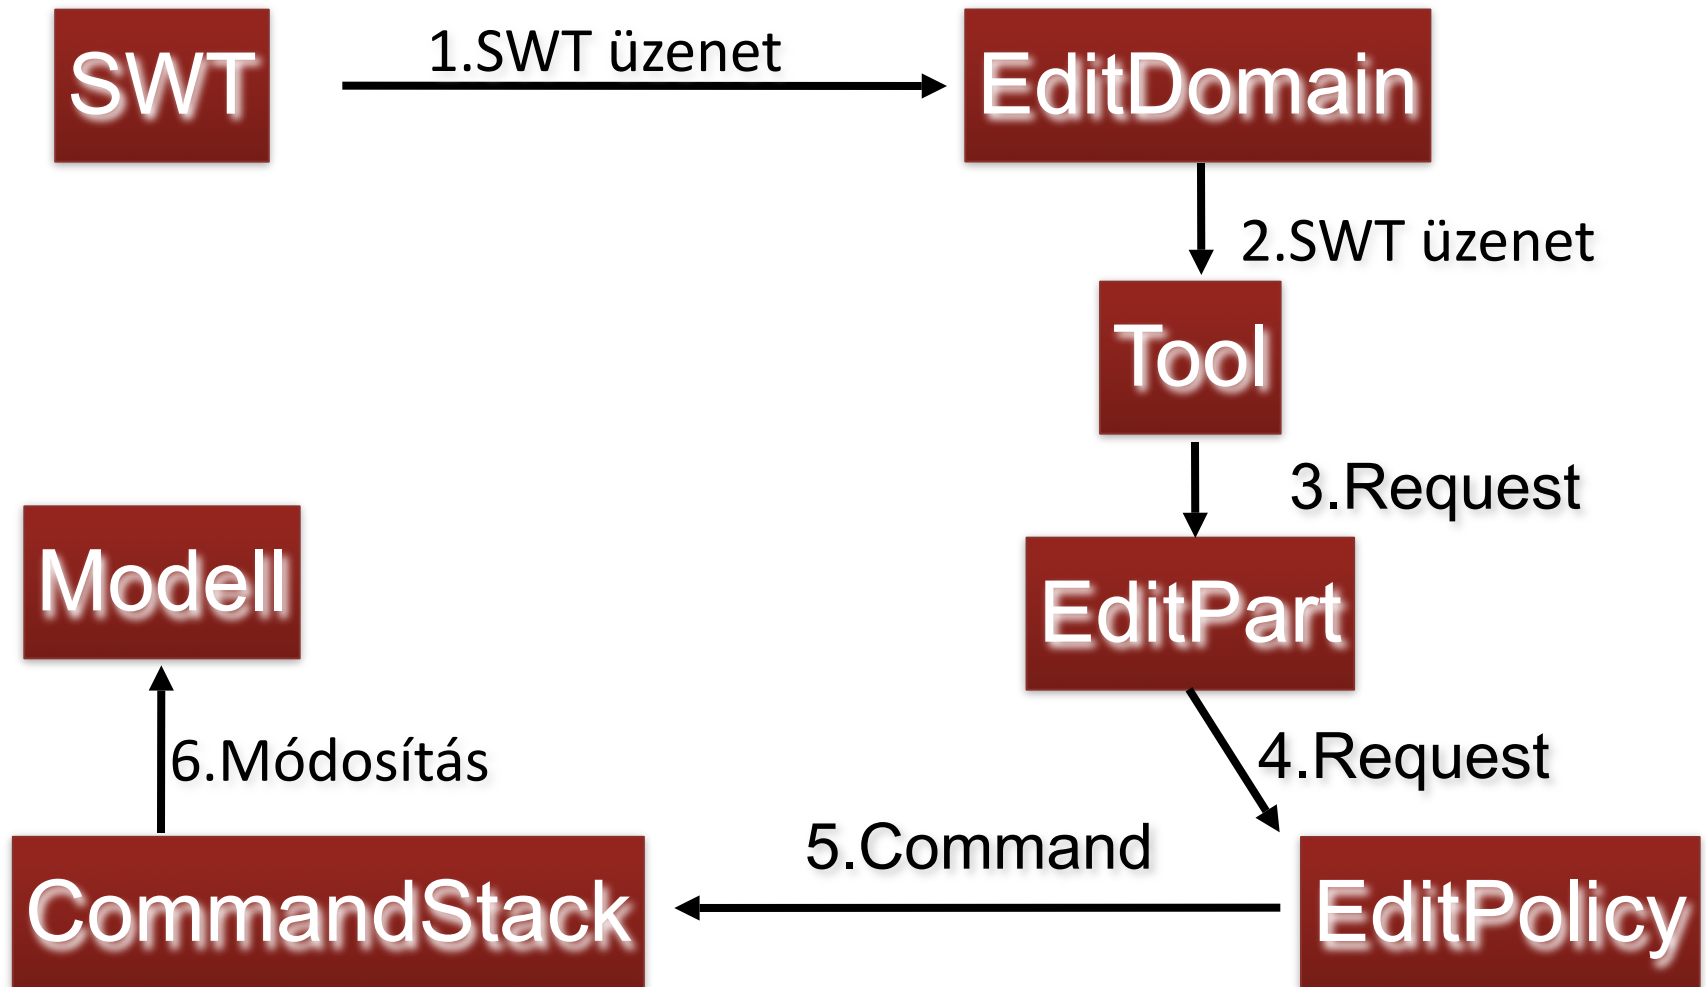 SWT
1.SWT üzenet
EditDomain
2.SWT üzenet
Tool
3.Request
Modell
EditPart
6.Módosítás
4.Request
5.Command
CommandStack
EditPolicy